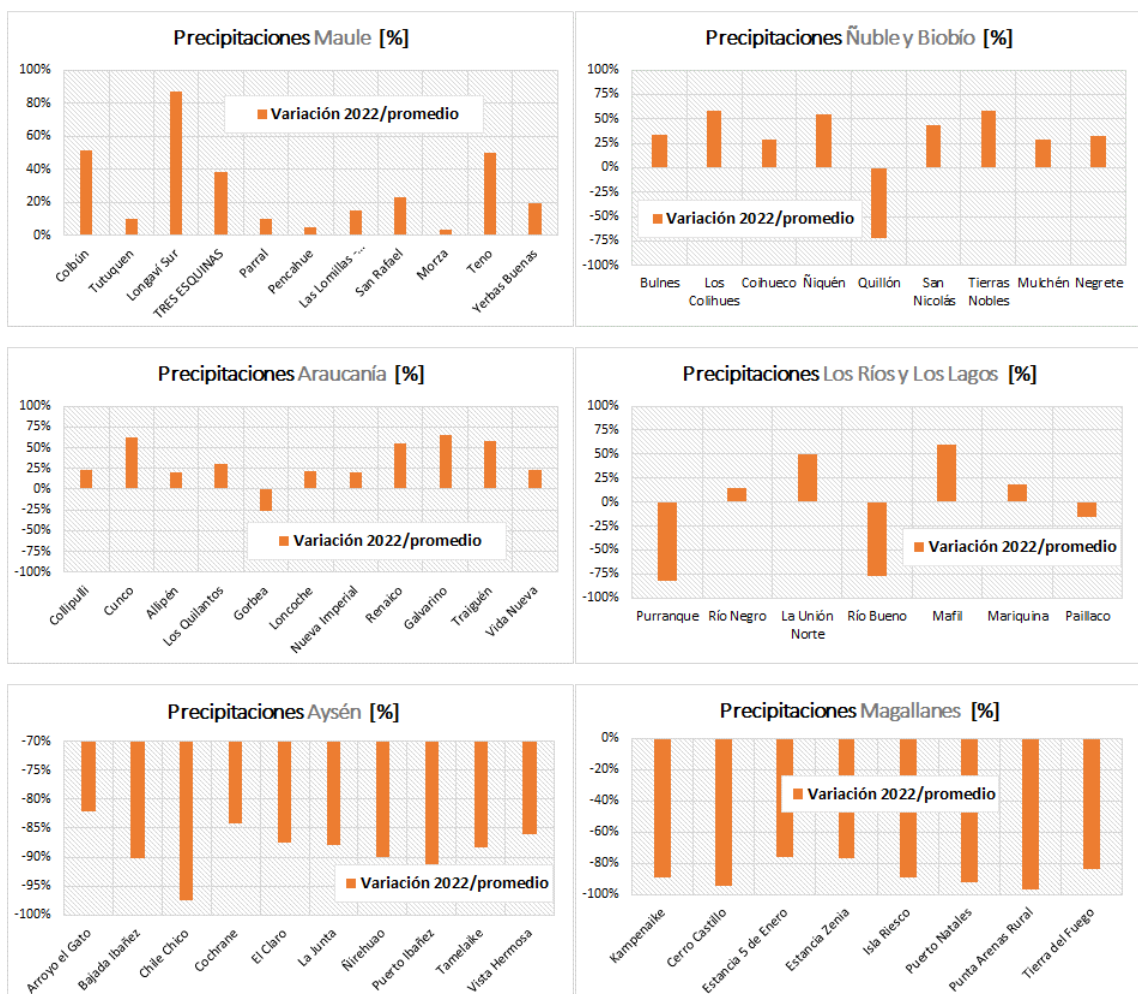 Precipitaciones Maule [%]
100%
80%
60%
40%
20%
0%
Variación 2022/promedio
Colbún
Tutuquen
Longaví Sur
TRES ESQUINAS
Parral
Pencahue
Las Lomillas -...
San Rafael
Morza
Teno
Yerbas Buenas
Precipitaciones Ñuble y Biobío [%]
100%
75%
50%
25%
0%
-25%
-50%
-75%
-100%
Variación 2022/promedio
Bulnes
Los Colihues
Coihueco
Ñiquén
Quillón
San Nicolás
Tierras Nobles
Mulchén
Negrete
Precipitaciones Araucanía [%]
100%
75%
50%
25%
0%
-25%
-50%
-75%
-100%
Variación 2022/promedio
Collipulli
Cunco
Allipén
Los Quilantos
Gorbea
Loncoche
Nueva Imperial
Renaico
Galvarino
Traiguén
Vida Nueva
Precipitaciones Los Ríos y Los Lagos [%]
100%
75%
50%
25%
0%
-25%
-50%
-75%
-100%
Variación 2022/promedio
Purranque
Río Negro
La Unión Norte
Río Bueno
Mafil
Mariquina
Paillaco
Precipitaciones Aysén [%]
-70%
-75%
-80%
-85%
-90%
-95%
-100%
Variación 2022/promedio
Arroyo el Gato
Bajada Ibañez
Chile Chico
Cochrane
El Claro
La Junta
Ñirehuao
Puerto Ibañez
Tamelaike
Vista Hermosa
Precipitaciones Magallanes [%]
0%
-20%
-40%
-60%
-80%
-100%
Variación 2022/promedio
Kampenaike
Cerro Castillo
Estancia 5 de Enero
Estancia Zenia
Isla Riesco
Puerto Natales
Punta Arenas Rural
Tierra del Fuego